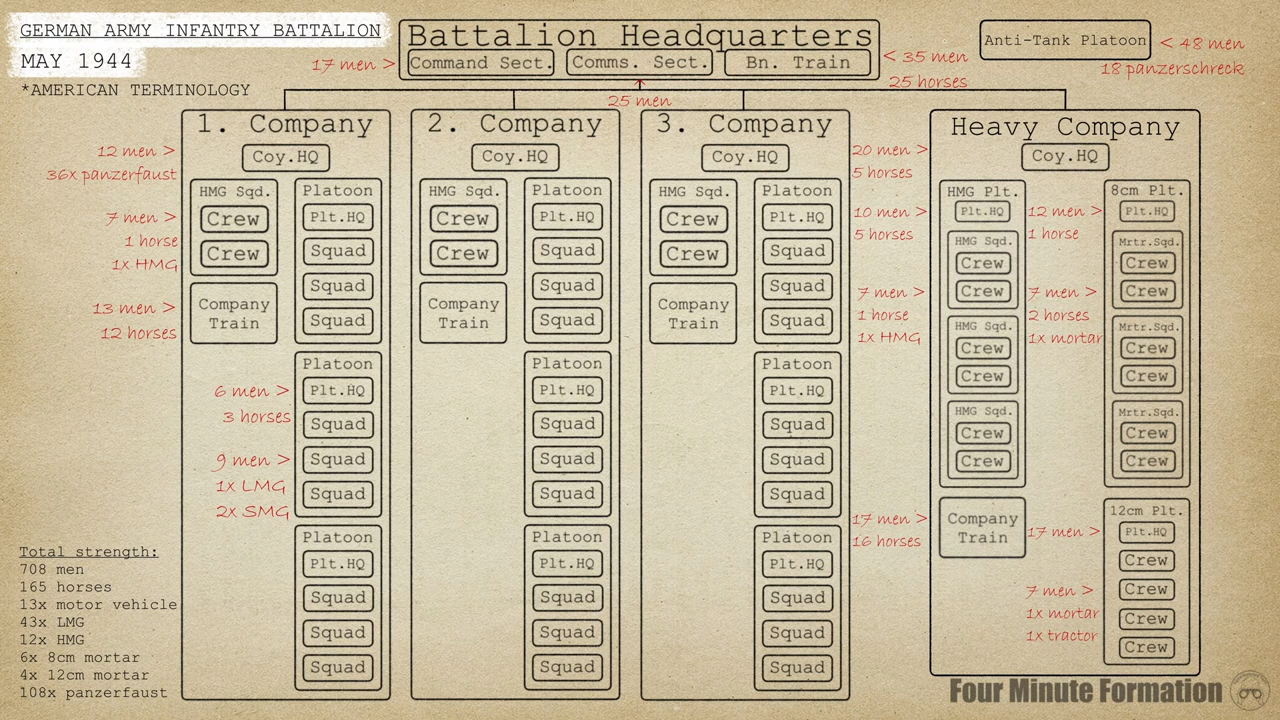 GERMAN ARMY INFANTRY BATTALION
MAY 1944
*AMERICAN TERMINOLOGY
Battalion Headquarters
17 men >
Command Sect.
Comms. Sect.
Bn. Train
< 35 men
25 horses
25 men
Anti-Tank Platoon
< 48 men
18 panzerschreck
1. Company
Coy.HQ
12 men >
36x panzerfaust
HMG Sqd.
Crew
Crew
7 men >
1 horse
1x HMG
Company
Train
13 men >
12 horses
Platoon
Plt.HQ
Squad
Squad
Squad
Platoon
Plt.HQ
Squad
Squad
Squad
6 men >
3 horses
9 men >
1x LMG
2x SMG
Platoon
Plt.HQ
Squad
Squad
Squad
2. Company
Coy.HQ
HMG Sqd.
Crew
Crew
Company
Train
Platoon
Plt.HQ
Squad
Squad
Squad
Platoon
Plt.HQ
Squad
Squad
Squad
Platoon
Plt.HQ
Squad
Squad
Squad
3. Company
Coy.HQ
HMG Sqd.
Crew
Crew
Company
Train
Platoon
Plt.HQ
Squad
Squad
Squad
Platoon
Plt.HQ
Squad
Squad
Squad
Platoon
Plt.HQ
Squad
Squad
Squad
Heavy Company
Coy.HQ
20 men >
5 horses
HMG Plt.
Plt.HQ
10 men >
5 horses
HMG Sqd.
Crew
Crew
7 men >
1 horse
1x HMG
HMG Sqd.
Crew
Crew
HMG Sqd.
Crew
Crew
Company
Train
17 men >
16 horses
8cm Plt.
Plt.HQ
12 men >
1 horse
Mrtr.Sqd.
Crew
Crew
7 men >
2 horses
1x mortar
Mrtr.Sqd.
Crew
Crew
Mrtr.Sqd.
Crew
Crew
12cm Plt.
Plt.HQ
17 men >
Crew
Crew
Crew
Crew
7 men >
1x mortar
1x tractor
Total strength:
708 men
165 horses
13x motor vehicle
43x LMG
12x HMG
6x 8cm mortar
4x 12cm mortar
108x panzerfaust
Four Minute Formation